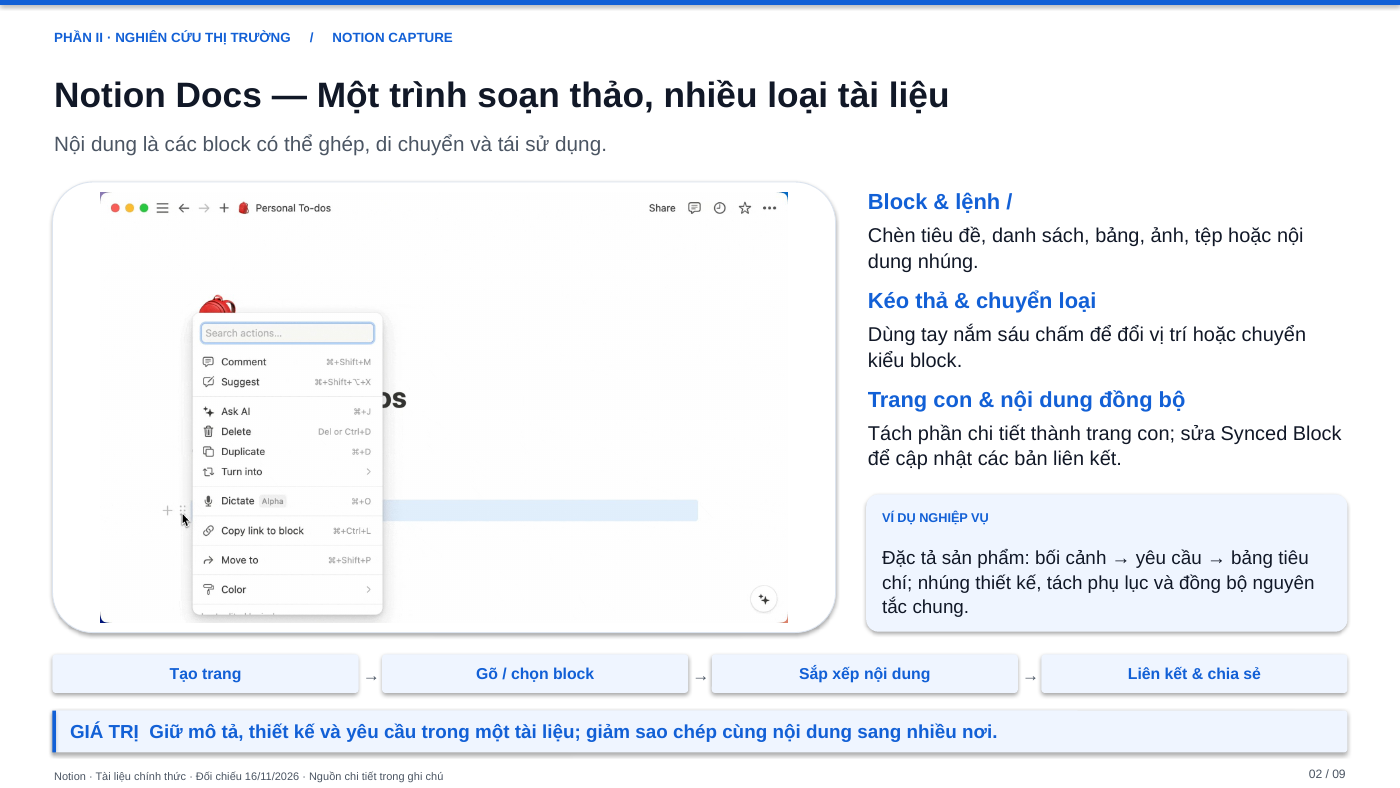 PHẦN II · NGHIÊN CỨU THỊ TRƯỜNG / NOTION CAPTURE
Notion Docs — Một trình soạn thảo, nhiều loại tài liệu
Nội dung là các block có thể ghép, di chuyển và tái sử dụng.
Personal To-dos
Share
Search actions...
Comment ⌘+Shift+M
Suggest ⌘+Shift+⌥+X
os
Ask AI ⌘+J
Delete Del or Ctrl+D
Duplicate ⌘+D
Turn into
Dictate Alpha ⌘+O
Copy link to block ⌘+Ctrl+L
Move to ⌘+Shift+P
Color
Block & lệnh /
Chèn tiêu đề, danh sách, bảng, ảnh, tệp hoặc nội
dung nhúng.
Kéo thả & chuyển loại
Dùng tay nắm sáu chấm để đổi vị trí hoặc chuyển
kiểu block.
Trang con & nội dung đồng bộ
Tách phần chi tiết thành trang con; sửa Synced Block
để cập nhật các bản liên kết.
VÍ DỤ NGHIỆP VỤ
Đặc tả sản phẩm: bối cảnh → yêu cầu → bảng tiêu
chí; nhúng thiết kế, tách phụ lục và đồng bộ nguyên
tắc chung.
Tạo trang → Gõ / chọn block → Sắp xếp nội dung → Liên kết & chia sẻ
GIÁ TRỊ Giữ mô tả, thiết kế và yêu cầu trong một tài liệu; giảm sao chép cùng nội dung sang nhiều nơi.
Notion · Tài liệu chính thức · Đối chiếu 16/11/2026 · Nguồn chi tiết trong ghi chú
02 / 09